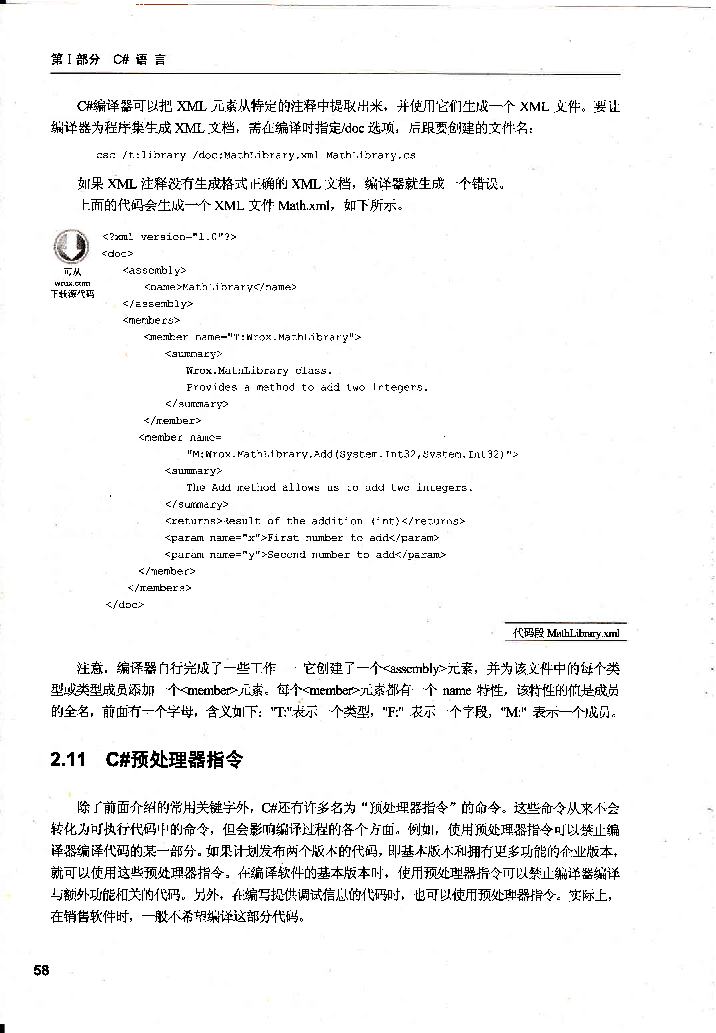 第 I 部分 C# 语 言
C#编译器可以把 XML 元素从特定的注释中提取出来，并使用它们生成一个 XML 文件。要让
编译器为程序集生成 XML 文档，需在编译时指定/doc 选项，后跟要创建的文件名：
csc /t:library /doc:MathLibrary.xml MathLibrary.cs
如果 XML 注释没有生成格式正确的 XML 文档，编译器就生成一个错误。
上面的代码会生成一个 XML 文件 Math.xml，如下所示。
<?xml version="1.0"?>
<doc>
可从
wrox.com
下载源代码
<assembly>
<name>MathLibrary</name>
</assembly>
<members>
<member name="T:Wrox.MathLibrary">
<summary>
Wrox.MathLibrary class.
Provides a method to add two integers.
</summary>
</member>
<member name=
"M:Wrox.MathLibrary.Add(System.Int32,System.Int32)">
<summary>
The Add method allows us to add two integers.
</summary>
<returns>Result of the addition (int)</returns>
<param name="x">First number to add</param>
<param name="y">Second number to add</param>
</member>
</members>
</doc>
代码段 MathLibrary.xml
注意，编译器自行完成了一些工作——它创建了一个<assembly>元素，并为该文件中的每个类
型或类型成员添加一个<member>元素。每个<member>元素都有一个 name 特性，该特性的值是成员
的全名，前面有一个字母，含义如下："T:"表示一个类型，"F:" 表示一个字段，"M:" 表示一个成员。
2.11 C#预处理器指令
除了前面介绍的常用关键字外，C#还有许多名为“预处理器指令”的命令。这些命令从来不会
转化为可执行代码中的命令，但会影响编译过程的各个方面。例如，使用预处理器指令可以禁止编
译器编译代码的某一部分。如果计划发布两个版本的代码，即基本版本和拥有更多功能的企业版本，
就可以使用这些预处理器指令。在编译软件的基本版本时，使用预处理器指令可以禁止编译器编译
与额外功能相关的代码。另外，在编写提供调试信息的代码时，也可以使用预处理器指令。实际上，
在销售软件时，一般不希望编译这部分代码。
58